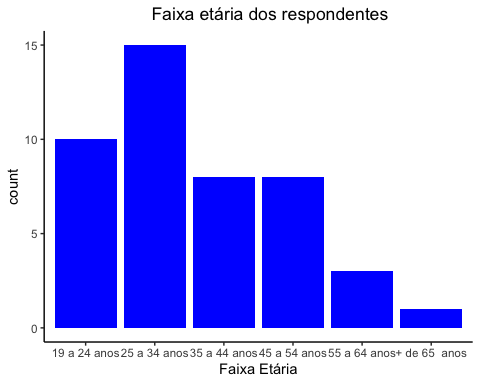 Faixa etária dos respondentes
15
10
5
0
count
19 a 24 anos 25 a 34 anos 35 a 44 anos 45 a 54 anos 55 a 64 anos + de 65  anos
Faixa Etária